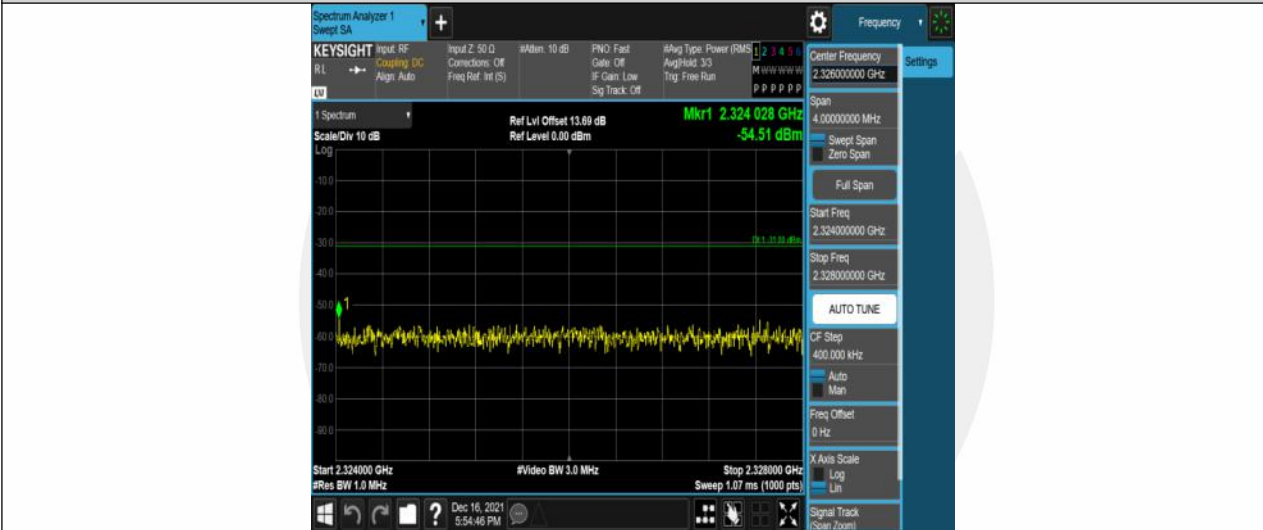 Spectrum Analyzer 1
Swept SA
Frequency
KEYSIGHT
RL
LV
Input: RF
Coupling: DC
Align: Auto
Input Z: 50 Ω
Corrections: Off
Freq Ref: Int (S)
#Atten: 10 dB
PNO: Fast
Gate: Off
IF Gain: Low
Sig Track: Off
#Avg Type: Power (RMS
Avg|Hold: 3/3
Trig: Free Run
1 2 3 4 5 6
M W W W W W
P P P P P P
1 Spectrum
Scale/Div 10 dB
Log
Ref Lvl Offset 13.69 dB
Ref Level 0.00 dBm
Mkr1 2.324 028 GHz
-54.51 dBm
-10.0
-20.0
-30.0
DL1 -31.00 dBm
-40.0
-50.0
1
-60.0
-70.0
-80.0
-90.0
Start 2.324000 GHz
#Res BW 1.0 MHz
#Video BW 3.0 MHz
Stop 2.328000 GHz
Sweep 1.07 ms (1000 pts)
?
Dec 16, 2021
5:54:46 PM
Center Frequency
2.326000000 GHz
Settings
Span
4.00000000 MHz
Swept Span
Zero Span
Full Span
Start Freq
2.324000000 GHz
Stop Freq
2.328000000 GHz
AUTO TUNE
CF Step
400.000 kHz
Auto
Man
Freq Offset
0 Hz
X Axis Scale
Log
Lin
Signal Track
(Span Zoom)